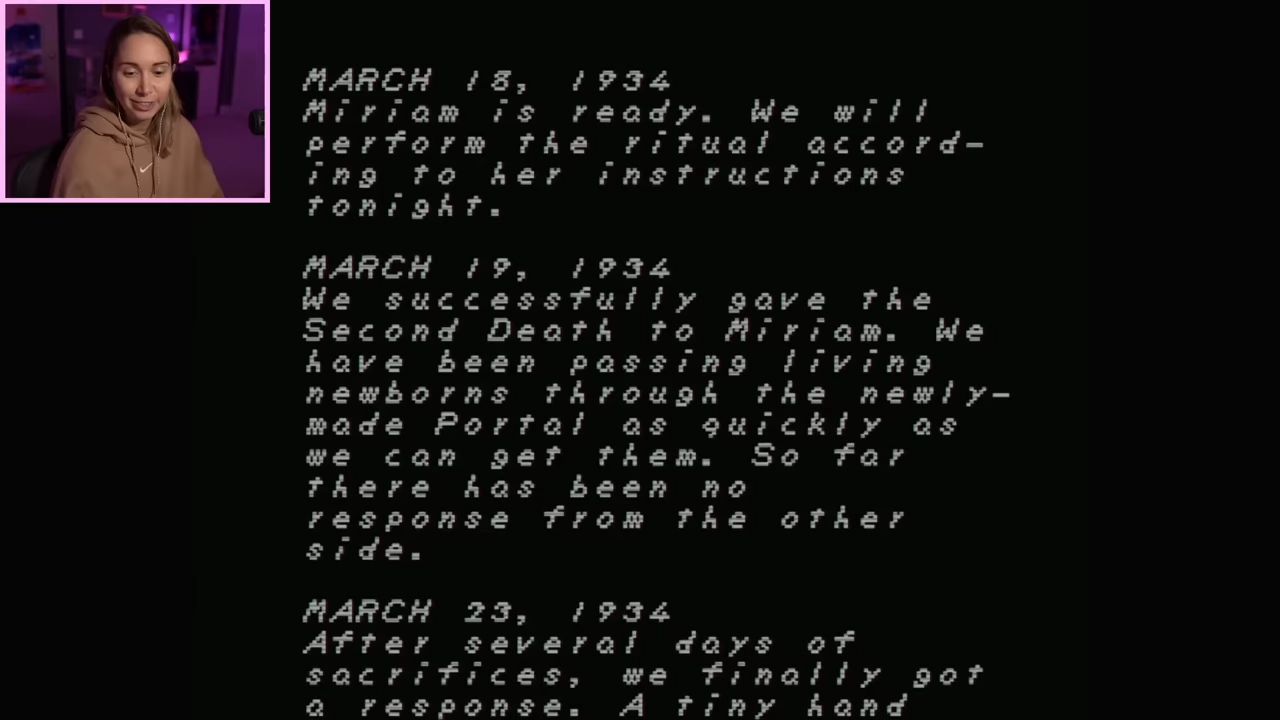 MARCH 18, 1934
Miriam is ready. We will
perform the ritual accord-
ing to her instructions
tonight.
MARCH 19, 1934
We successfully gave the
Second Death to Miriam. We
have been passing living
newborns through the newly-
made Portal as quickly as
we can get them. So far
there has been no
response from the other
side.
MARCH 23, 1934
After several days of
sacrifices, we finally got
a response. A tiny hand